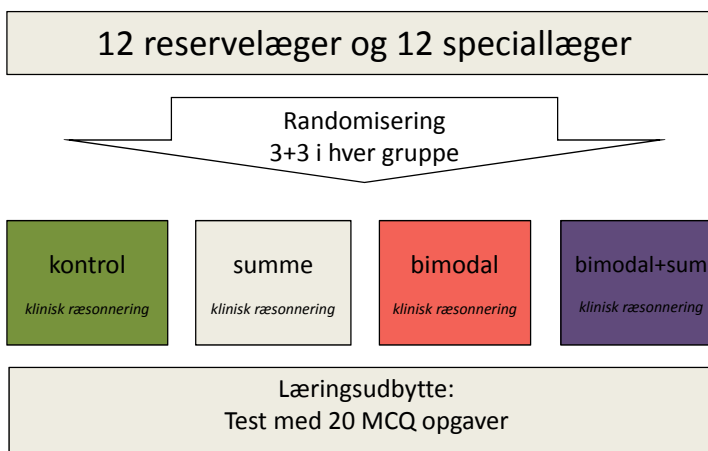 12 reservelæger og 12 speciallæger
Randomisering
3+3 i hver gruppe
kontrol
klinisk ræsonnering
summe
klinisk ræsonnering
bimodal
klinisk ræsonnering
bimodal+sum
klinisk ræsonnering
Læringsudbytte:
Test med 20 MCQ opgaver